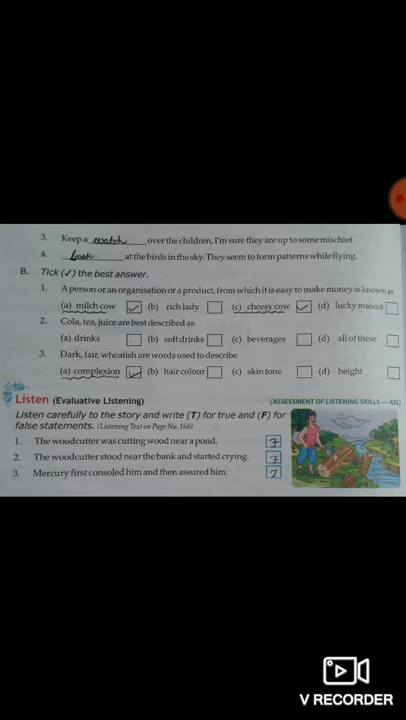 3. Keep a watch over the children, I'm sure they are up to some mischief.
4. Look at the birds in the sky. They seem to form patterns while flying.
B. Tick (✓) the best answer.
1. A person or an organisation or a product, from which it is easy to make money is known as
(a) milch cow ✓ (b) rich lady (c) cheesy cow ✓ (d) lucky mascot
2. Cola, tea, juice are best described as
(a) drinks (b) soft drinks (c) beverages (d) all of these
3. Dark, fair, wheatish are words used to describe
(a) complexion ✓ (b) hair colour (c) skin tone (d) height
Listen (Evaluative Listening) (ASSESSMENT OF LISTENING SKILLS — ASL)
Listen carefully to the story and write (T) for true and (F) for
false statements. (Listening Text on Page No. 168)
1. The woodcutter was cutting wood near a pond.
2. The woodcutter stood near the bank and started crying.
3. Mercury first consoled him and then assured him.
V RECORDER